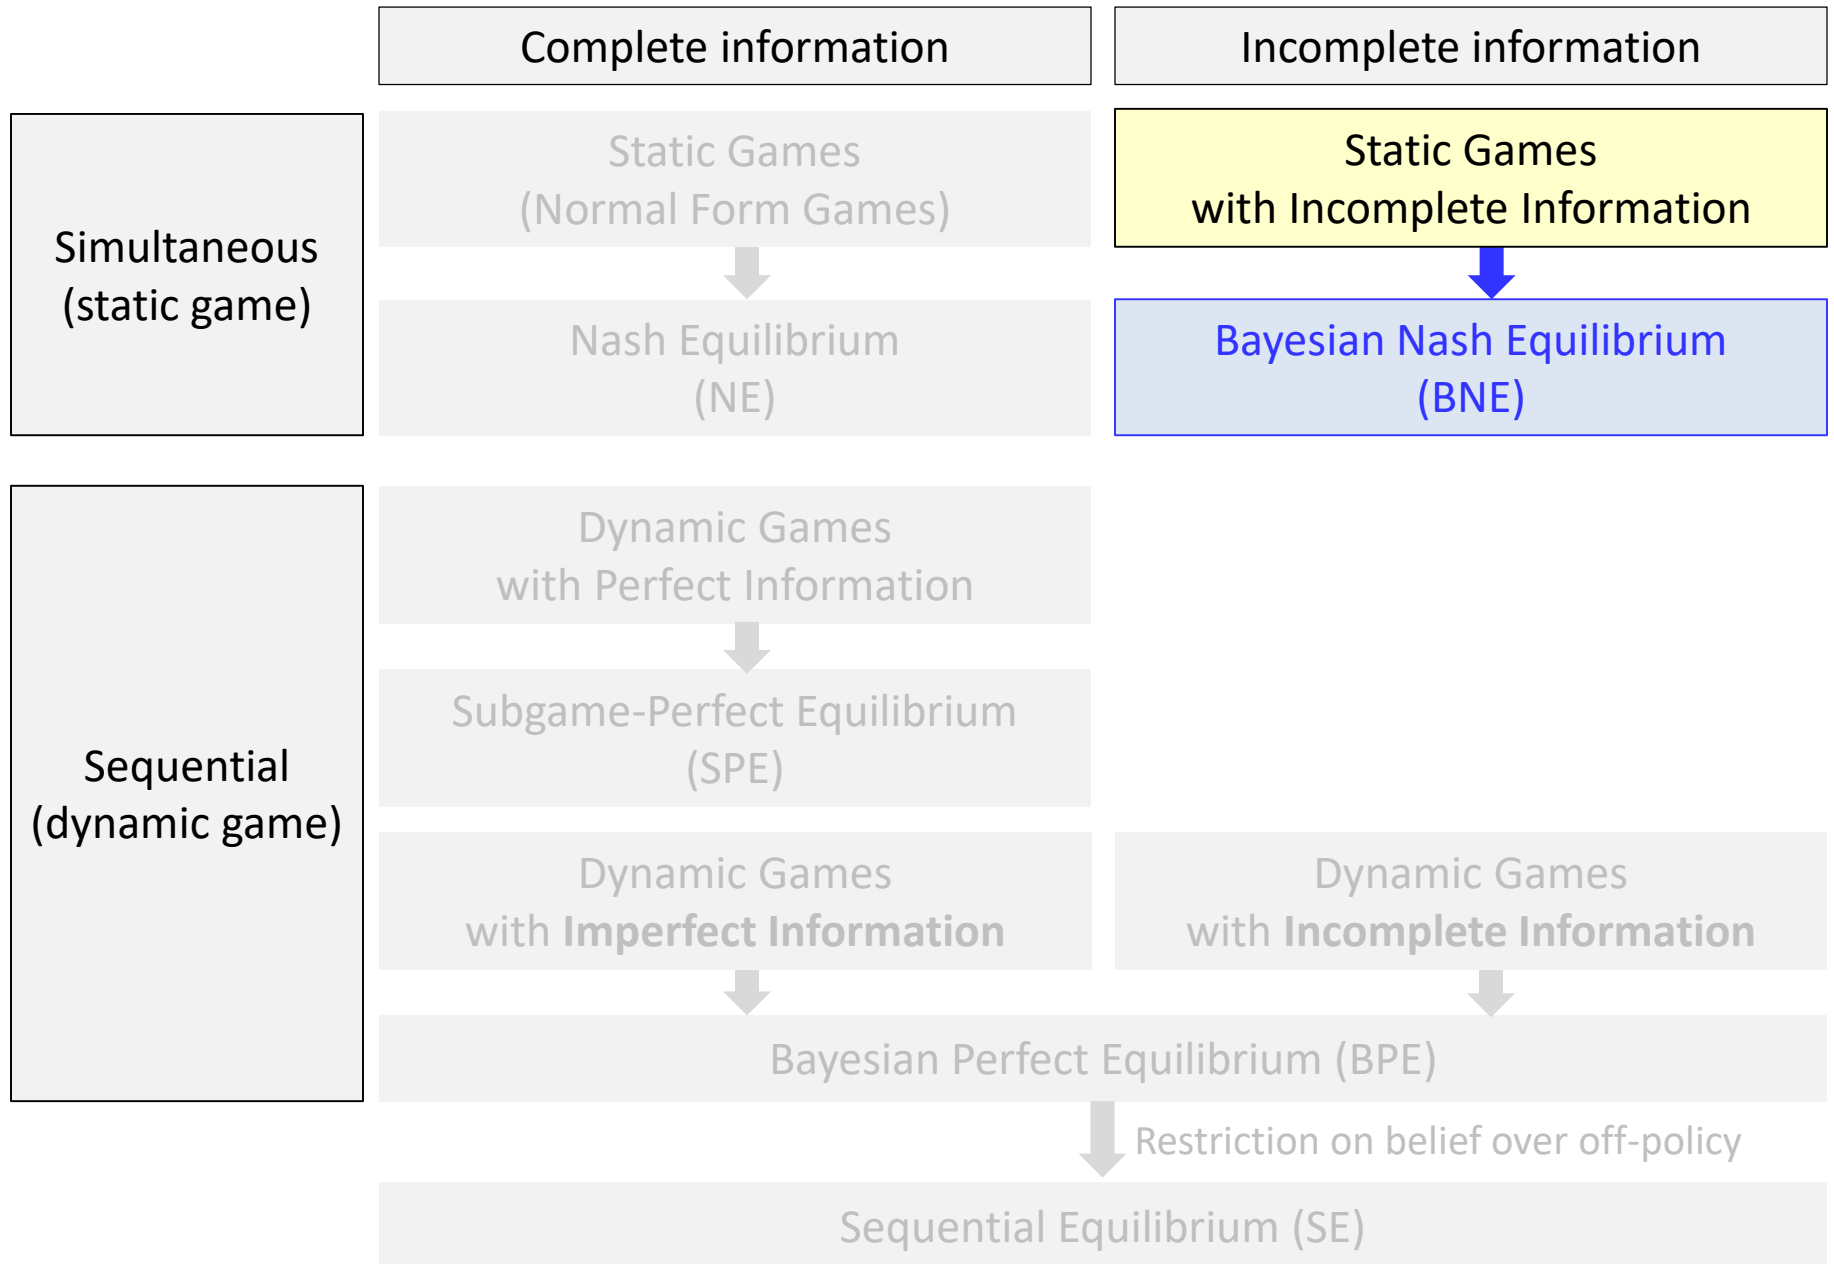 Complete information
Incomplete information
Simultaneous
(static game)
Static Games
(Normal Form Games)
Static Games
with Incomplete Information
Nash Equilibrium
(NE)
Bayesian Nash Equilibrium
(BNE)
Sequential
(dynamic game)
Dynamic Games
with Perfect Information
Subgame-Perfect Equilibrium
(SPE)
Dynamic Games
with Imperfect Information
Dynamic Games
with Incomplete Information
Bayesian Perfect Equilibrium (BPE)
Restriction on belief over off-policy
Sequential Equilibrium (SE)